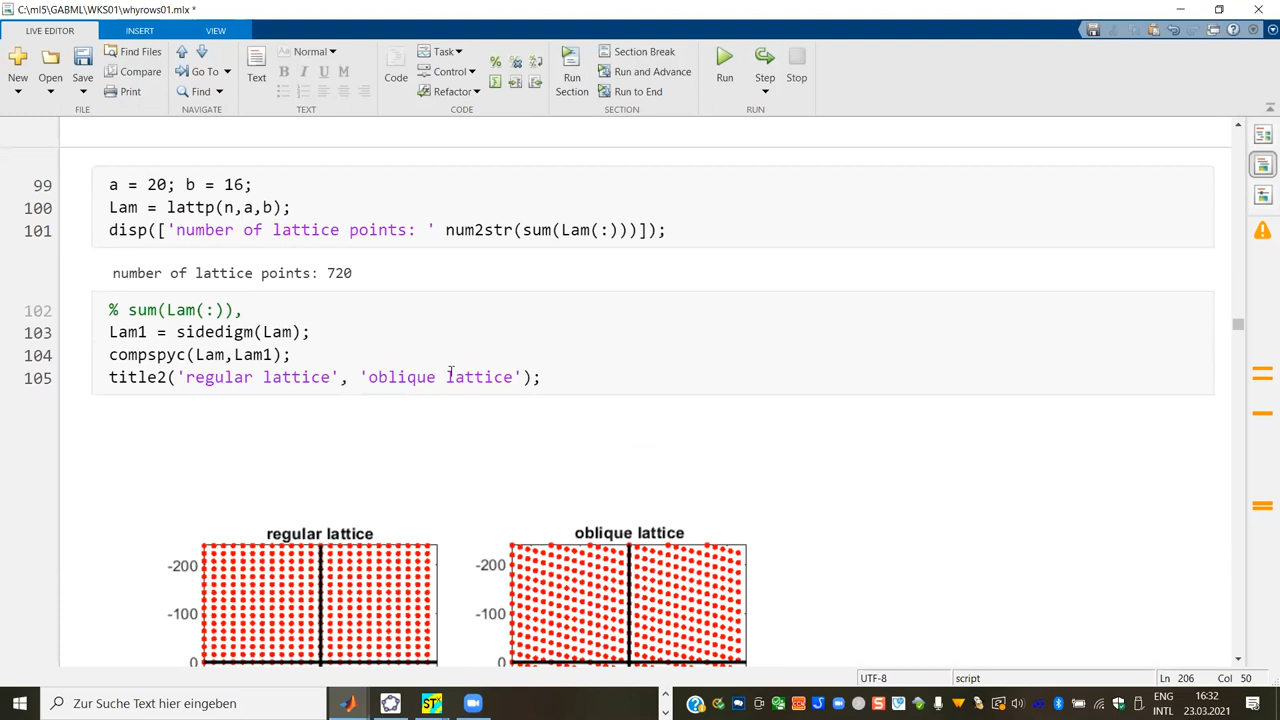 C:\ml5\GABML\WKS01\whyrows01.mlx *
LIVE EDITOR INSERT VIEW
New Open Save Find Files Compare Print
Go To Find
Text Normal B I U M
Code Task Control Refactor
Run Section Section Break Run and Advance Run to End
Run Step Stop
FILE NAVIGATE TEXT CODE SECTION RUN
99 a = 20; b = 16;
100 Lam = lattp(n,a,b);
101 disp(['number of lattice points: ' num2str(sum(Lam(:)))]);
number of lattice points: 720
102 % sum(Lam(:)),
103 Lam1 = sidedigm(Lam);
104 compspyc(Lam,Lam1);
105 title2('regular lattice', 'oblique lattice');
regular lattice oblique lattice
-200 -200
-100 -100
0 0
UTF-8 script Ln 206 Col 50
Zur Suche Text hier eingeben
ENG 16:32
INTL 23.03.2021